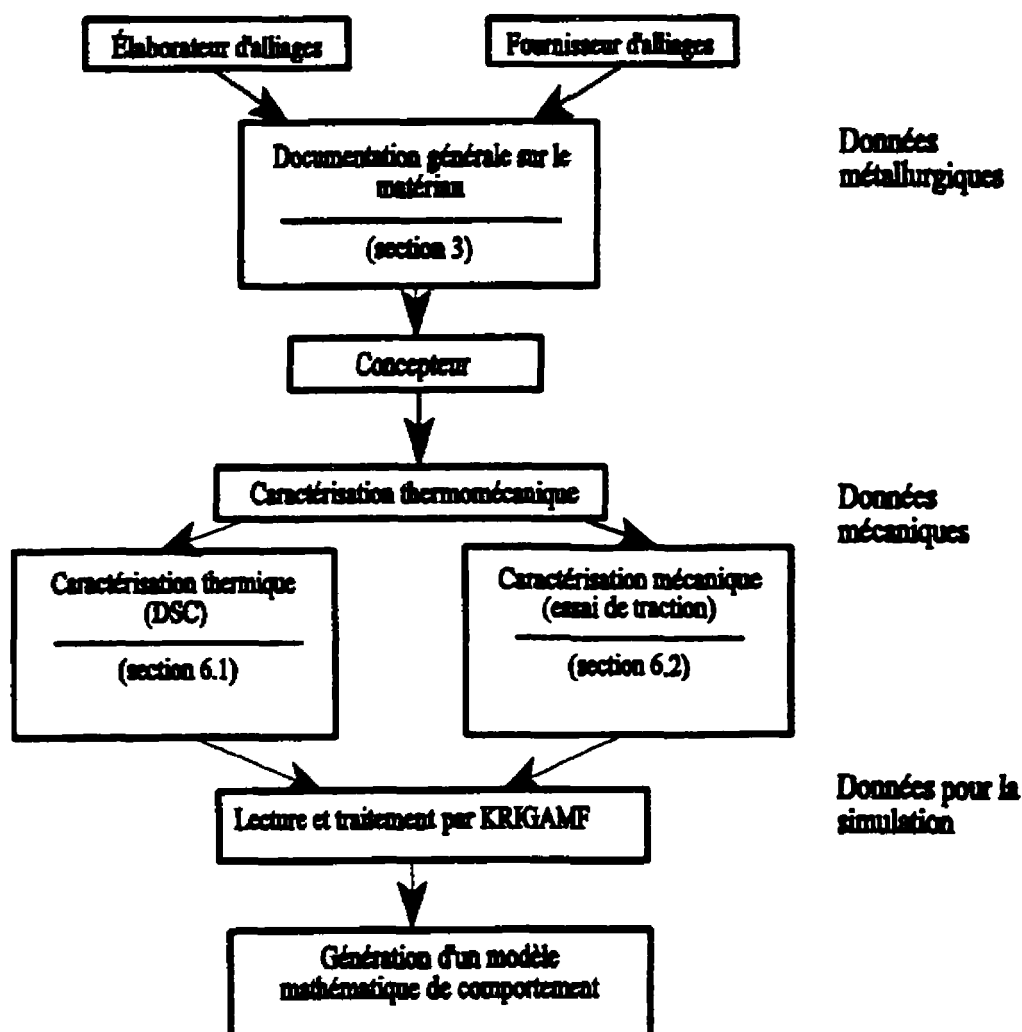 Élaborateur d'alliages
Fournisseur d'alliages
Documentation générale sur le
matériau
(section 3)
Données
métallurgiques
Concepteur
Caractérisation thermomécanique
Données
mécaniques
Caractérisation thermique
(DSC)
(section 6.1)
Caractérisation mécanique
(essai de traction)
(section 6.2)
Lecture et traitement par KRIGAMF
Données pour la
simulation
Génération d'un modèle
mathématique de comportement